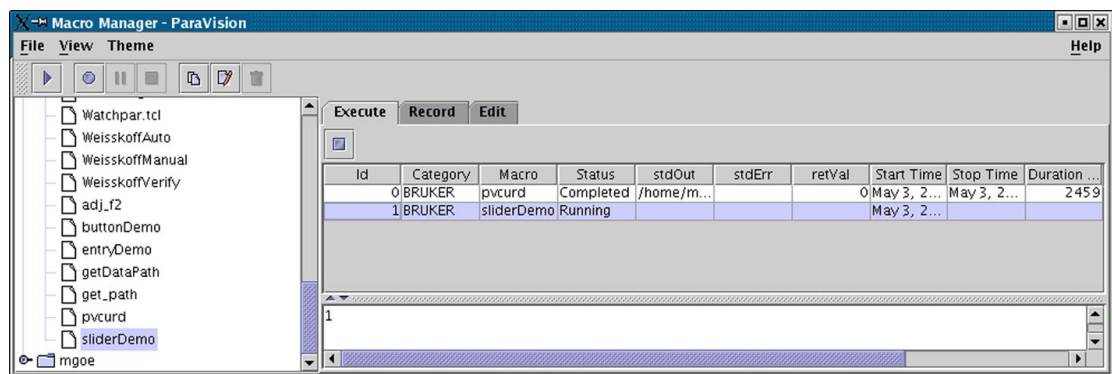 Macro Manager - ParaVision
File View Theme Help
Watchpar.tcl
WeisskoffAuto
WeisskoffManual
WeisskoffVerify
adj_f2
buttonDemo
entryDemo
getDataPath
get_path
pvcurd
sliderDemo
mgoe
Execute Record Edit
Id Category Macro Status stdOut stdErr retVal Start Time Stop Time Duration ...
0 BRUKER pvcurd Completed /home/m... 0 May 3, 2... May 3, 2... 2459
1 BRUKER sliderDemo Running May 3, 2...
1